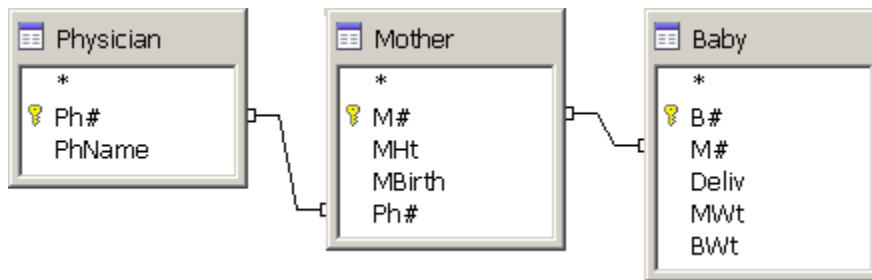 Physician
*
Ph#
PhName
Mother
*
M#
MHt
MBirth
Ph#
Baby
*
B#
M#
Deliv
MWt
BWt